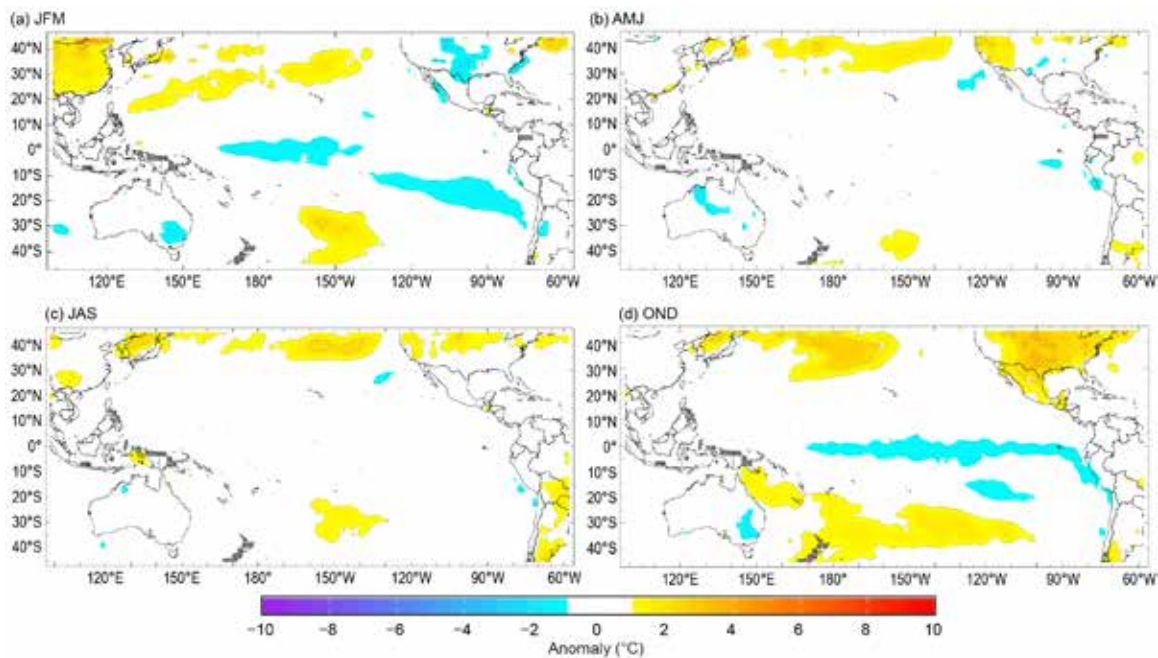 (a) JFM
(b) AMJ
40°N 40°N
30°N 30°N
20°N 20°N
10°N 10°N
0° 0°
10°S 10°S
20°S 20°S
30°S 30°S
40°S 40°S
120°E 150°E 180° 150°W 120°W 90°W 60°W 120°E 150°E 180° 150°W 120°W 90°W 60°W
(c) JAS
(d) OND
40°N 40°N
30°N 30°N
20°N 20°N
10°N 10°N
0° 0°
10°S 10°S
20°S 20°S
30°S 30°S
40°S 40°S
120°E 150°E 180° 150°W 120°W 90°W 60°W 120°E 150°E 180° 150°W 120°W 90°W 60°W
−10 −8 −6 −4 −2 0 2 4 6 8 10
Anomaly (°C)